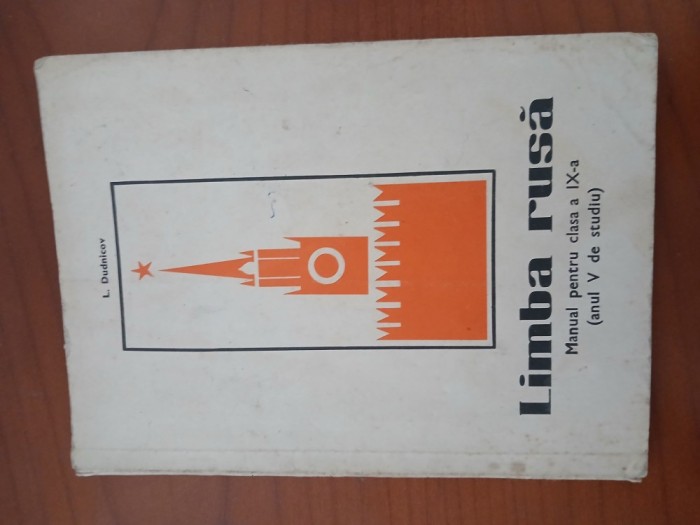 L. Dudnicov
Limba rusă
Manual pentru clasa a IX-a
(anul V de studiu)